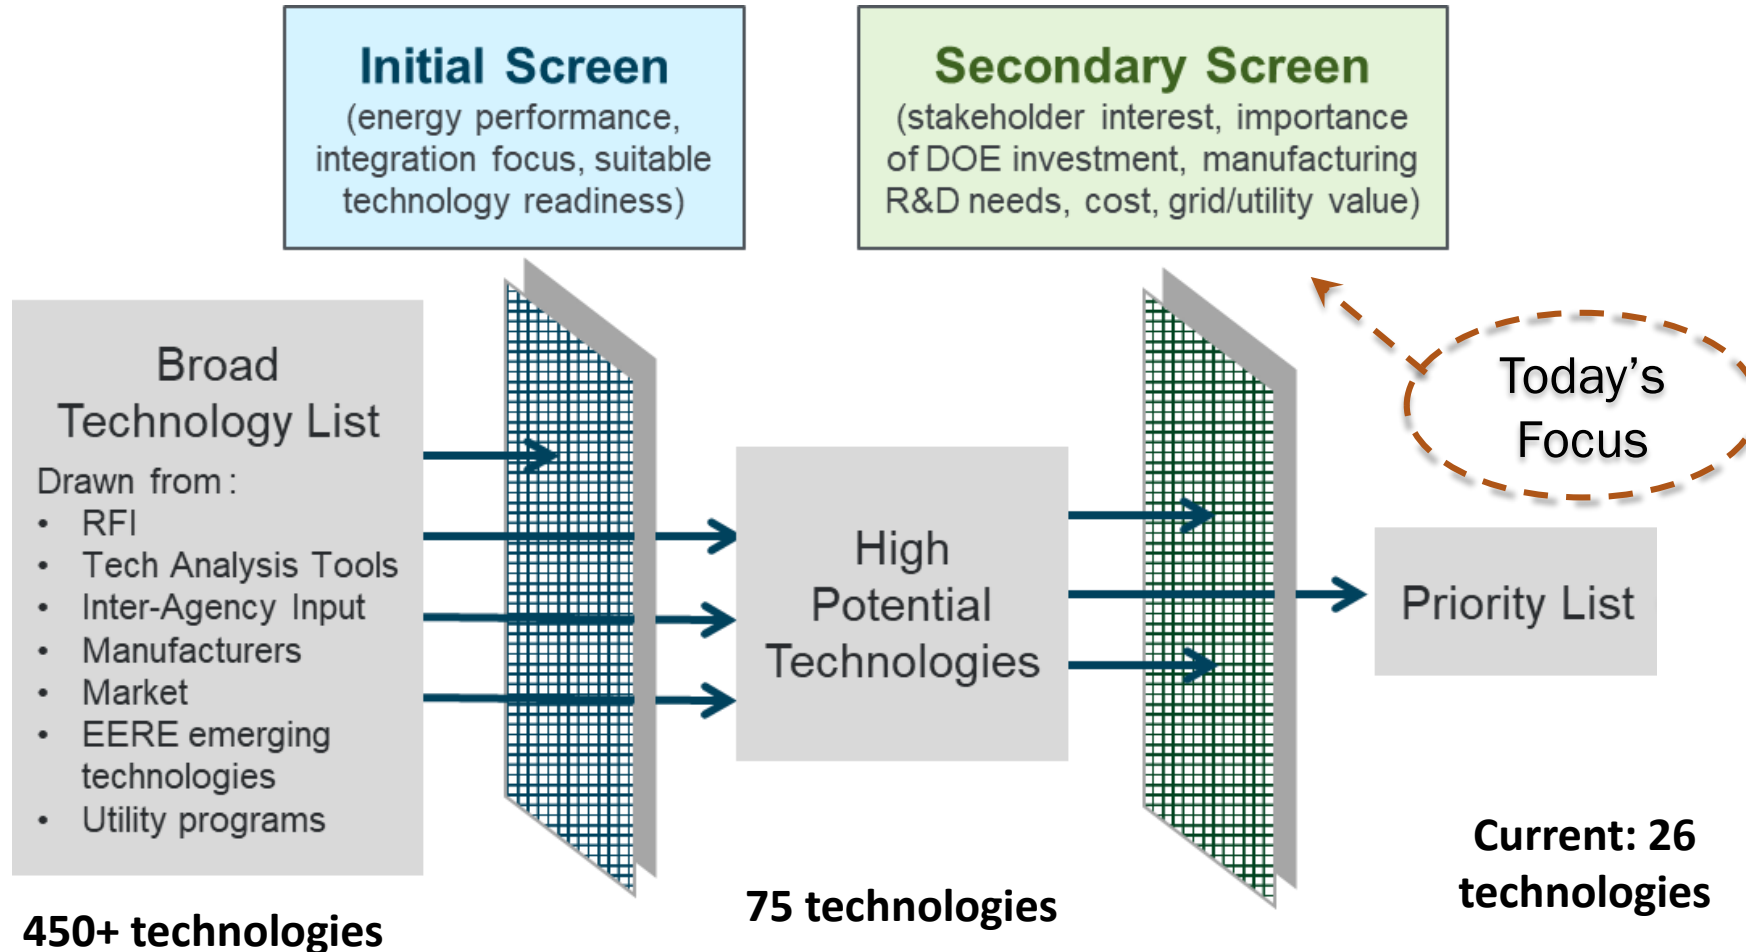 Initial Screen
(energy performance,
integration focus, suitable
technology readiness)
Secondary Screen
(stakeholder interest, importance
of DOE investment, manufacturing
R&D needs, cost, grid/utility value)
Today's
Focus
Broad
Technology List
Drawn from :
• RFI
• Tech Analysis Tools
• Inter-Agency Input
• Manufacturers
• Market
• EERE emerging
technologies
• Utility programs
450+ technologies
High
Potential
Technologies
75 technologies
Priority List
Current: 26
technologies